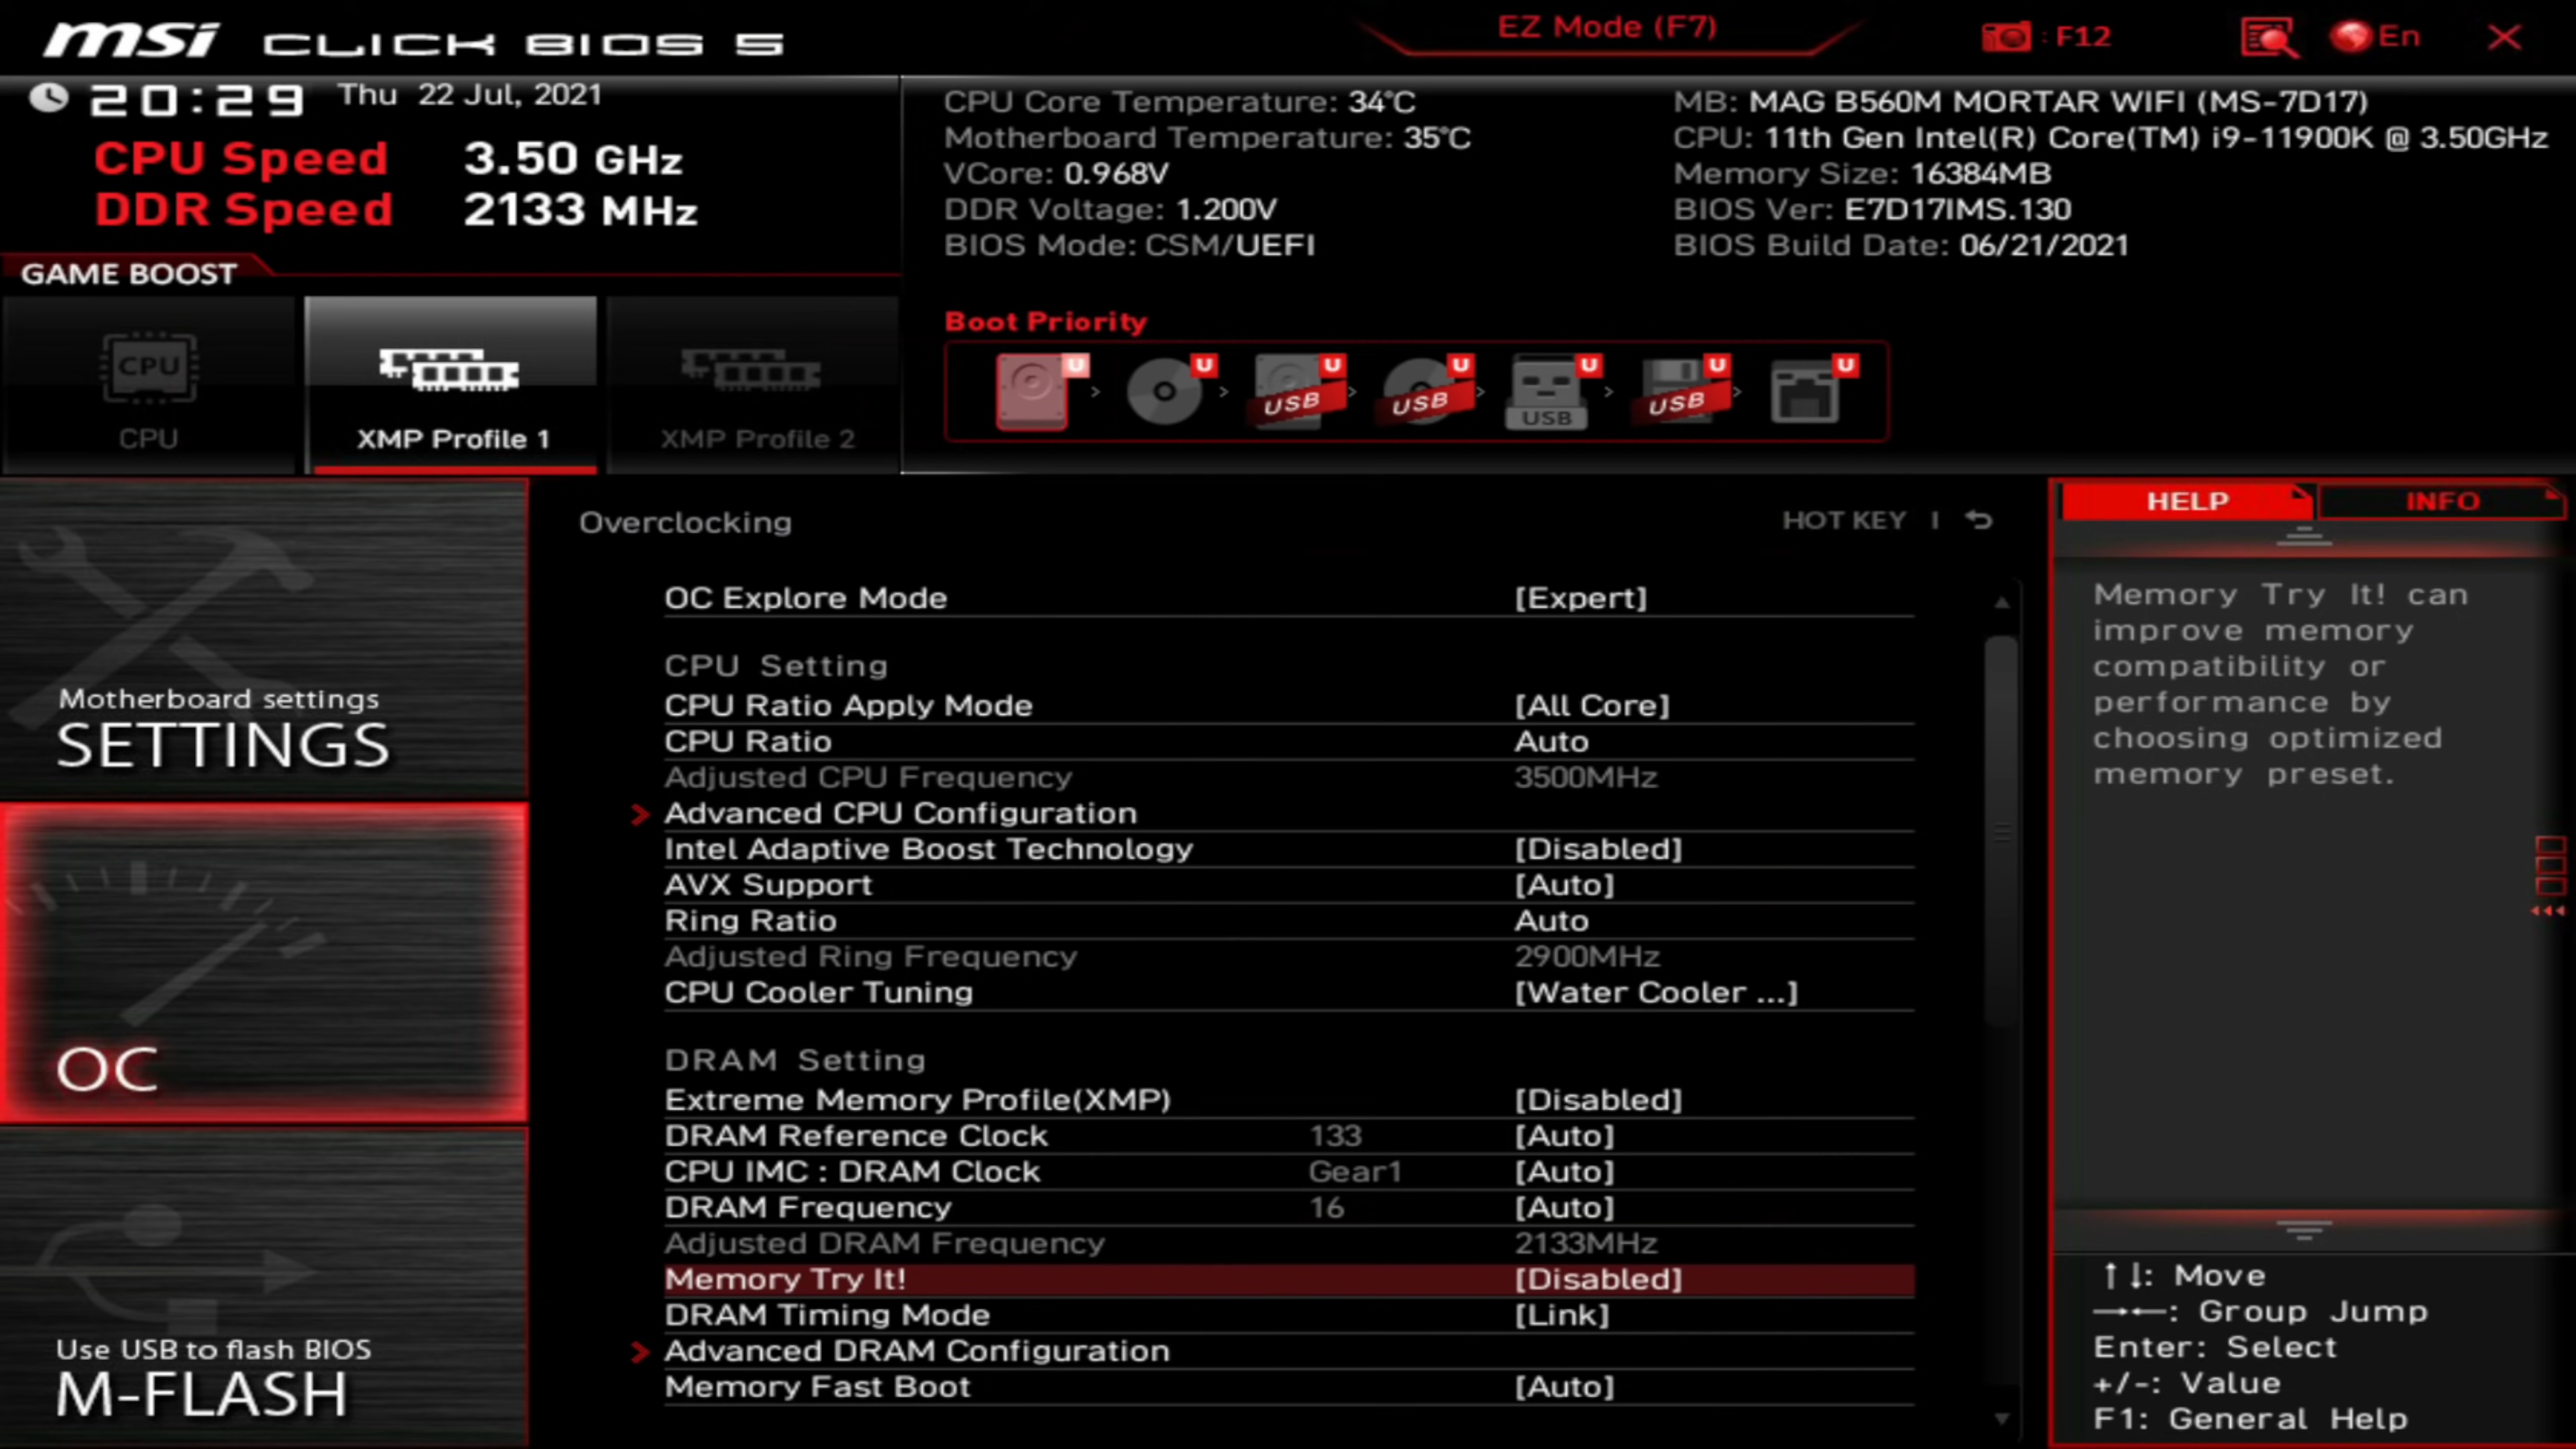 msi CLICK BIOS 5
EZ Mode (F7)
: F12
En
20:29 Thu 22 Jul, 2021
CPU Speed 3.50 GHz
DDR Speed 2133 MHz
CPU Core Temperature: 34°C
Motherboard Temperature: 35°C
VCore: 0.968V
DDR Voltage: 1.200V
BIOS Mode: CSM/UEFI
MB: MAG B560M MORTAR WIFI (MS-7D17)
CPU: 11th Gen Intel(R) Core(TM) i9-11900K @ 3.50GHz
Memory Size: 16384MB
BIOS Ver: E7D17IMS.130
BIOS Build Date: 06/21/2021
GAME BOOST
CPU
CPU
XMP Profile 1
XMP Profile 2
Boot Priority
U U U U U U U
USB USB USB USB
Motherboard settings
SETTINGS
OC
Use USB to flash BIOS
M-FLASH
Overclocking
HOT KEY |
OC Explore Mode [Expert]
CPU Setting
CPU Ratio Apply Mode [All Core]
CPU Ratio Auto
Adjusted CPU Frequency 3500MHz
> Advanced CPU Configuration
Intel Adaptive Boost Technology [Disabled]
AVX Support [Auto]
Ring Ratio Auto
Adjusted Ring Frequency 2900MHz
CPU Cooler Tuning [Water Cooler ...]
DRAM Setting
Extreme Memory Profile(XMP) [Disabled]
DRAM Reference Clock 133 [Auto]
CPU IMC : DRAM Clock Gear1 [Auto]
DRAM Frequency 16 [Auto]
Adjusted DRAM Frequency 2133MHz
Memory Try It! [Disabled]
DRAM Timing Mode [Link]
> Advanced DRAM Configuration
Memory Fast Boot [Auto]
HELP
INFO
Memory Try It! can
improve memory
compatibility or
performance by
choosing optimized
memory preset.
↑↓: Move
→←: Group Jump
Enter: Select
+/-: Value
F1: General Help